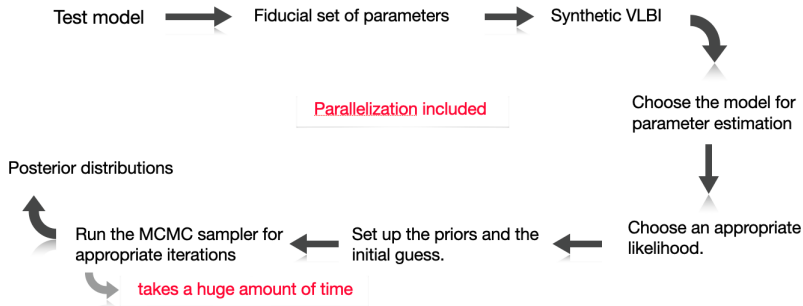 Test model
Fiducial set of parameters
Synthetic VLBI
Choose the model for
parameter estimation
Parallelization included
Choose an appropriate
likelihood.
Set up the priors and the
initial guess.
Run the MCMC sampler for
appropriate iterations
takes a huge amount of time
Posterior distributions